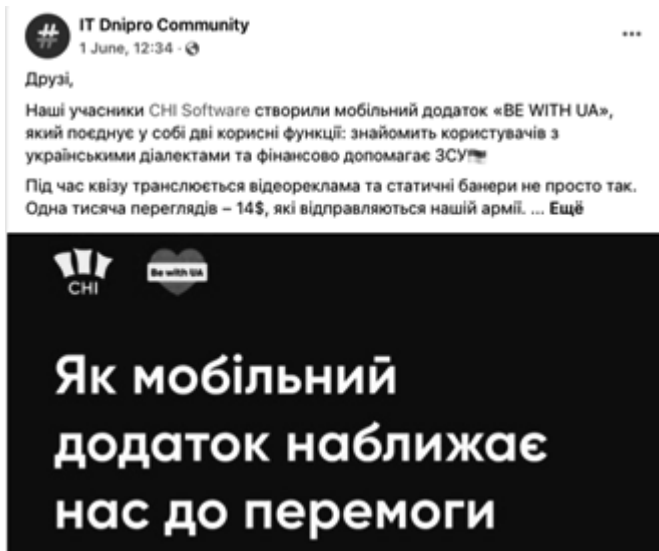 IT Dnipro Community
1 June, 12:34 ·
Друзі,
Наші учасники CHI Software створили мобільний додаток «BE WITH UA»,
який поєднує у собі дві корисні функції: знайомить користувачів з
українськими діалектами та фінансово допомагає ЗСУ
Під час квізу транслюється відеореклама та статичні банери не просто так.
Одна тисяча переглядів – 14$, які відправляються нашій армії. ... Ещё
CHI
Be with UA
Як мобільний
додаток наближає
нас до перемоги